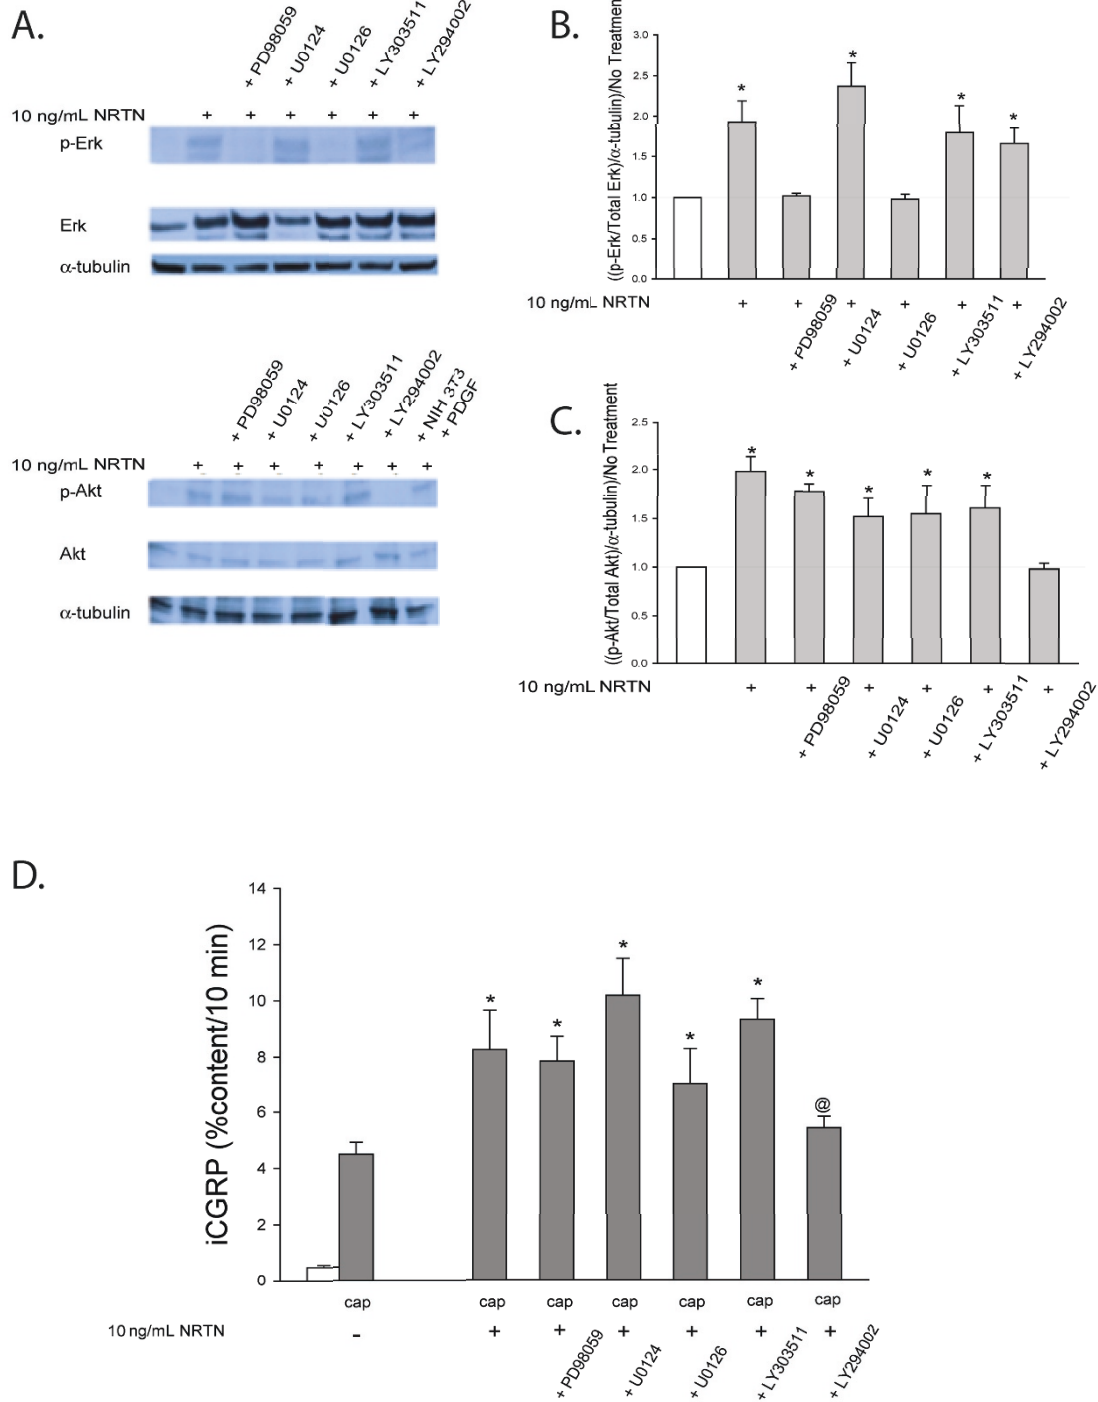 A.
+ PD98059
+ U0124
+ U0126
+ LY303511
+ LY294002
10 ng/mL NRTN + + + + + +
p-Erk
Erk
α-tubulin
+ PD98059
+ U0124
+ U0126
+ LY303511
+ LY294002
+ NIH 3T3
+ PDGF
10 ng/mL NRTN + + + + + + +
p-Akt
Akt
α-tubulin
B.
((p-Erk/Total Erk)/α-tubulin)/No Treatment
3.0
2.5
2.0
1.5
1.0
0.5
0.0
* * * *
10 ng/mL NRTN + + + + + +
+ PD98059
+ U0124
+ U0126
+ LY303511
+ LY294002
C.
((p-Akt/Total Akt)/α-tubulin)/No Treatment
2.5
2.0
1.5
1.0
0.5
0.0
* * * * *
10 ng/mL NRTN + + + + + +
+ PD98059
+ U0124
+ U0126
+ LY303511
+ LY294002
D.
iCGRP (%content/10 min)
14
12
10
8
6
4
2
0
* * * * * @
cap cap cap cap cap cap cap
10 ng/mL NRTN - + + + + + +
+ PD98059
+ U0124
+ U0126
+ LY303511
+ LY294002